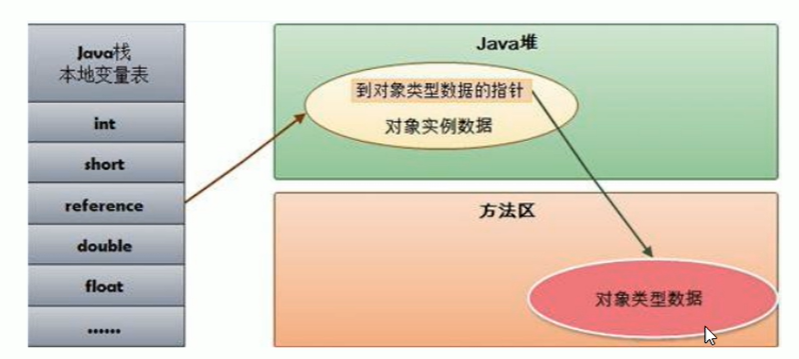 Java栈
本地变量表
int
short
reference
double
float
......
Java堆
到对象类型数据的指针
对象实例数据
方法区
对象类型数据